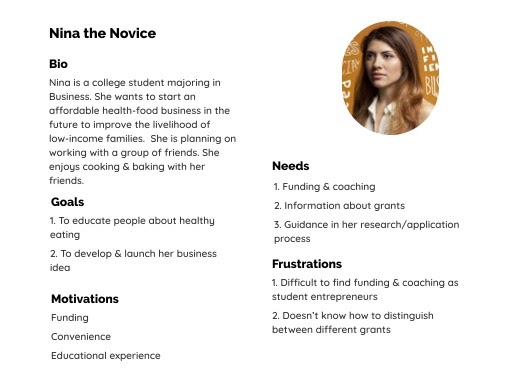 Nina the Novice
Bio
Nina is a college student majoring in
Business. She wants to start an
affordable health-food business in the
future to improve the livelihood of
low-income families.  She is planning on
working with a group of friends. She
enjoys cooking & baking with her
friends.
Goals
1. To educate people about healthy
eating
2. To develop & launch her business
idea
Motivations
Funding
Convenience
Educational experience
Needs
1. Funding & coaching
2. Information about grants
3. Guidance in her research/application
process
Frustrations
1. Difficult to find funding & coaching as
student entrepreneurs
2. Doesn't know how to distinguish
between different grants